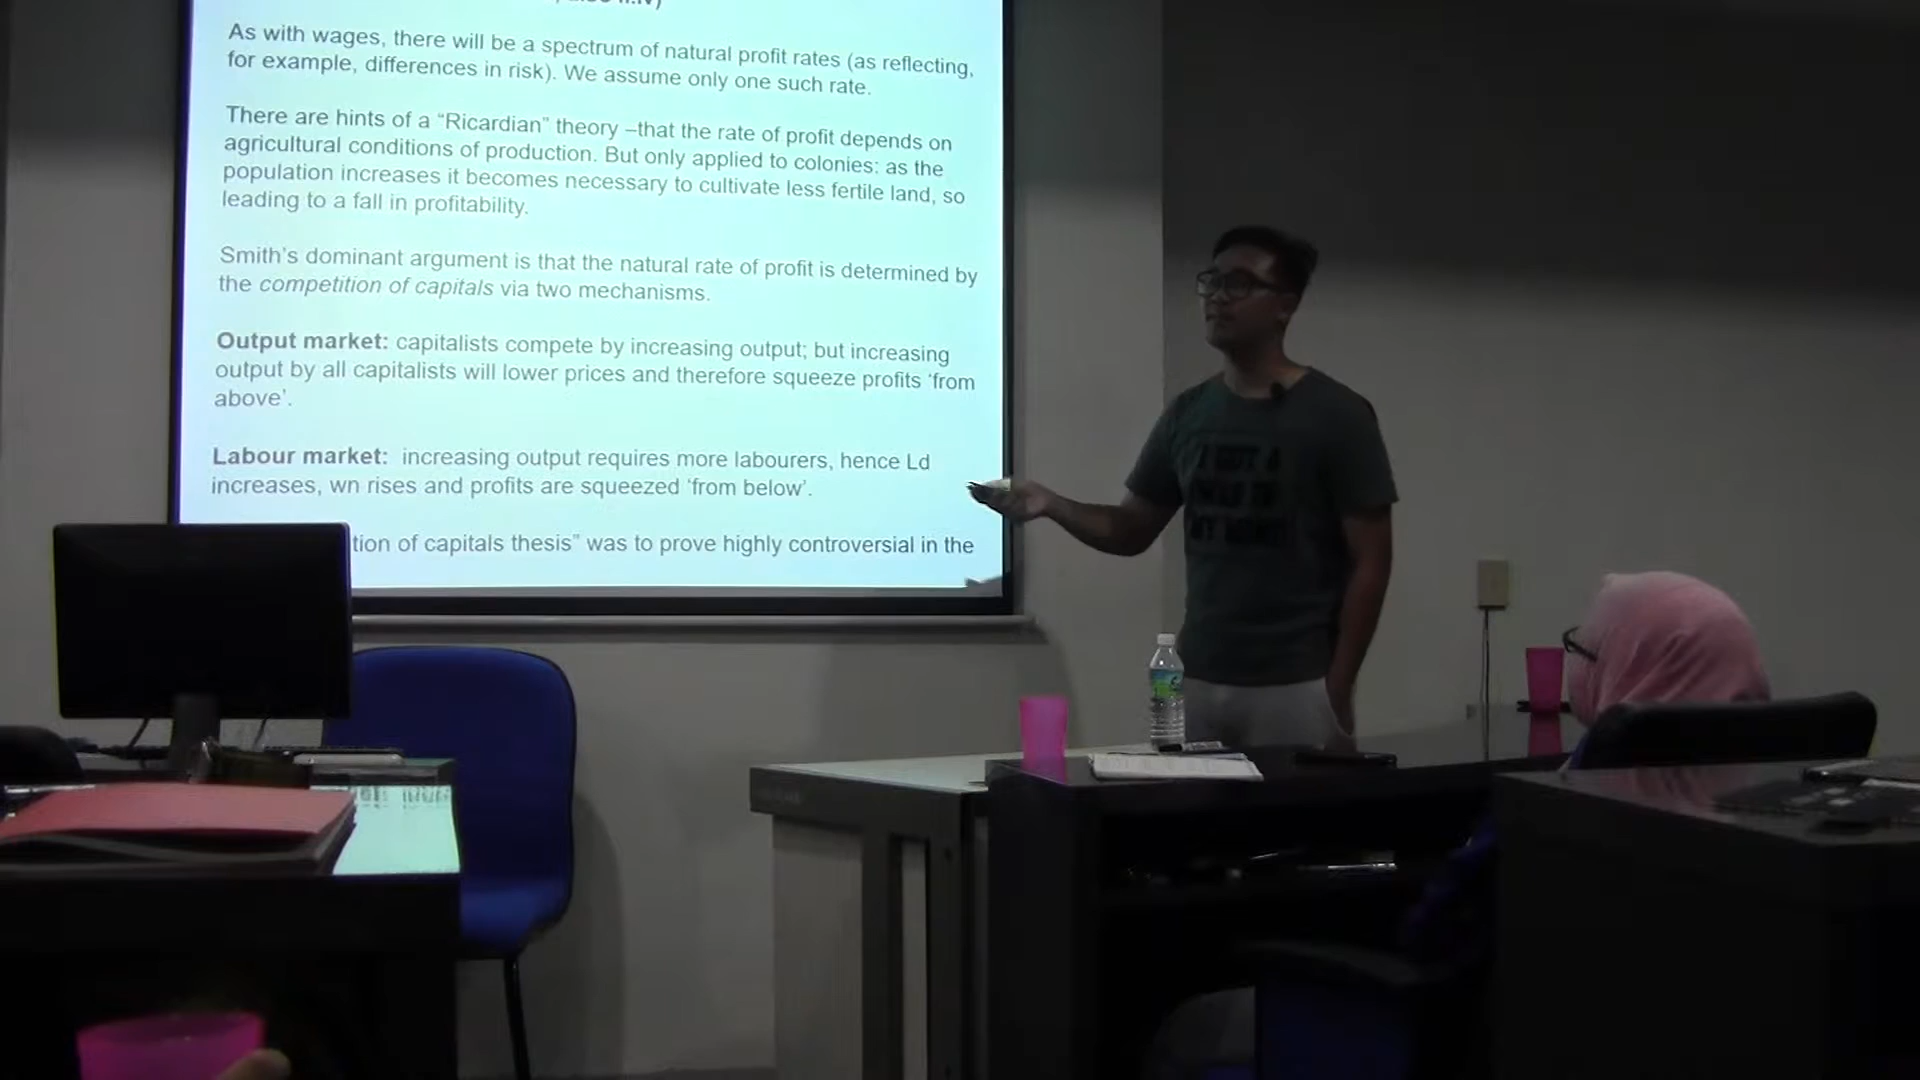 As with wages, there will be a spectrum of natural profit rates (as reflecting,
for example, differences in risk). We assume only one such rate.
There are hints of a “Ricardian” theory –that the rate of profit depends on
agricultural conditions of production. But only applied to colonies: as the
population increases it becomes necessary to cultivate less fertile land, so
leading to a fall in profitability.
Smith’s dominant argument is that the natural rate of profit is determined by
the competition of capitals via two mechanisms.
Output market: capitalists compete by increasing output; but increasing
output by all capitalists will lower prices and therefore squeeze profits ‘from
above’.
Labour market: increasing output requires more labourers, hence Ld
increases, wn rises and profits are squeezed ‘from below’.
tion of capitals thesis” was to prove highly controversial in the
I GOT A